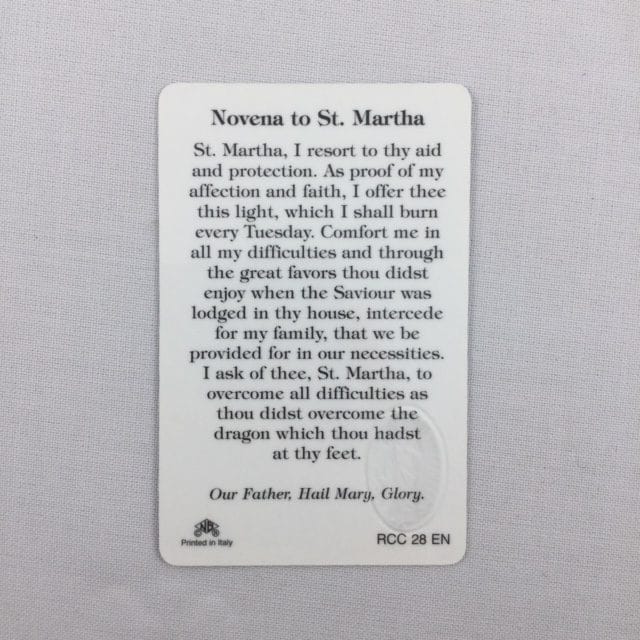 Novena to St. Martha
St. Martha, I resort to thy aid
and protection. As proof of my
affection and faith, I offer thee
this light, which I shall burn
every Tuesday. Comfort me in
all my difficulties and through
the great favors thou didst
enjoy when the Saviour was
lodged in thy house, intercede
for my family, that we be
provided for in our necessities.
I ask of thee, St. Martha, to
overcome all difficulties as
thou didst overcome the
dragon which thou hadst
at thy feet.
Our Father, Hail Mary, Glory.
Printed in Italy
RCC 28 EN